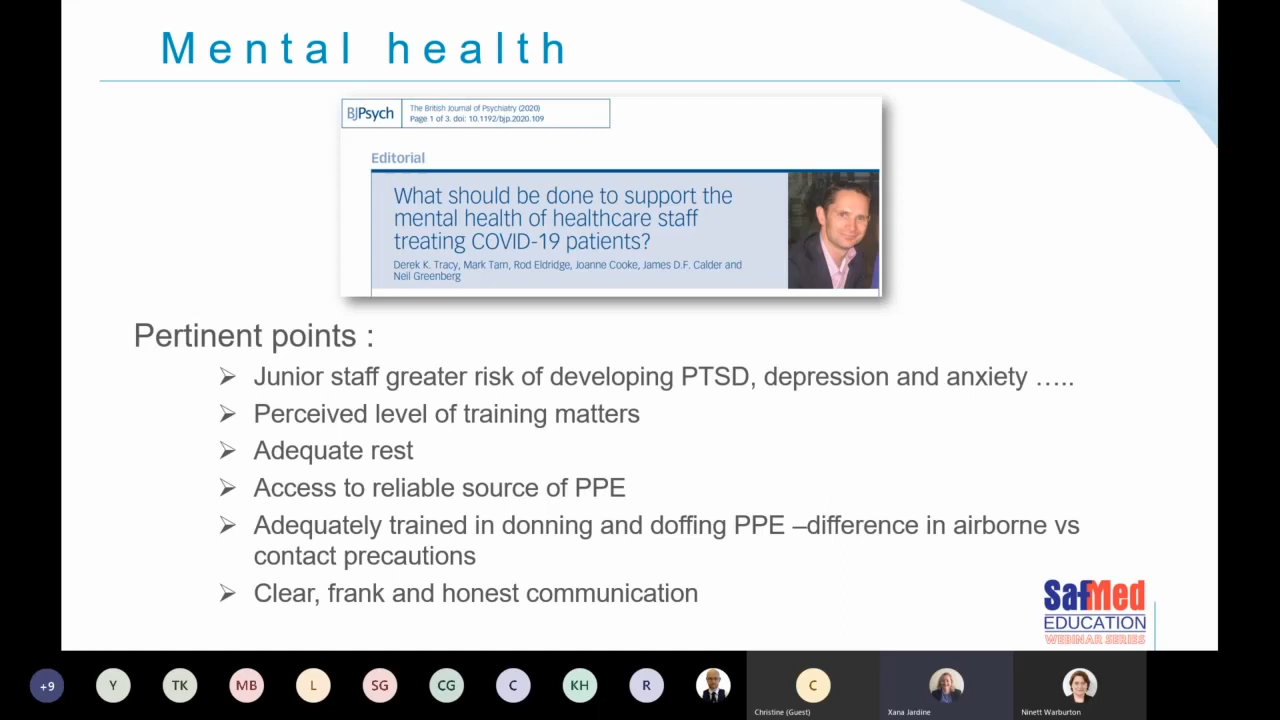 Mental health
BJPsych
The British Journal of Psychiatry (2020)
Page 1 of 3. doi: 10.1192/bjp.2020.109
Editorial
What should be done to support the
mental health of healthcare staff
treating COVID-19 patients?
Derek K. Tracy, Mark Tarn, Rod Eldridge, Joanne Cooke, James D.F. Calder and
Neil Greenberg
Pertinent points :
Junior staff greater risk of developing PTSD, depression and anxiety …..
Perceived level of training matters
Adequate rest
Access to reliable source of PPE
Adequately trained in donning and doffing PPE –difference in airborne vs
contact precautions
Clear, frank and honest communication
SafMed
EDUCATION
WEBINAR SERIES
+9
Y
TK
MB
L
SG
CG
C
KH
R
C
Christine (Guest)
Xana Jardine
Ninett Warburton